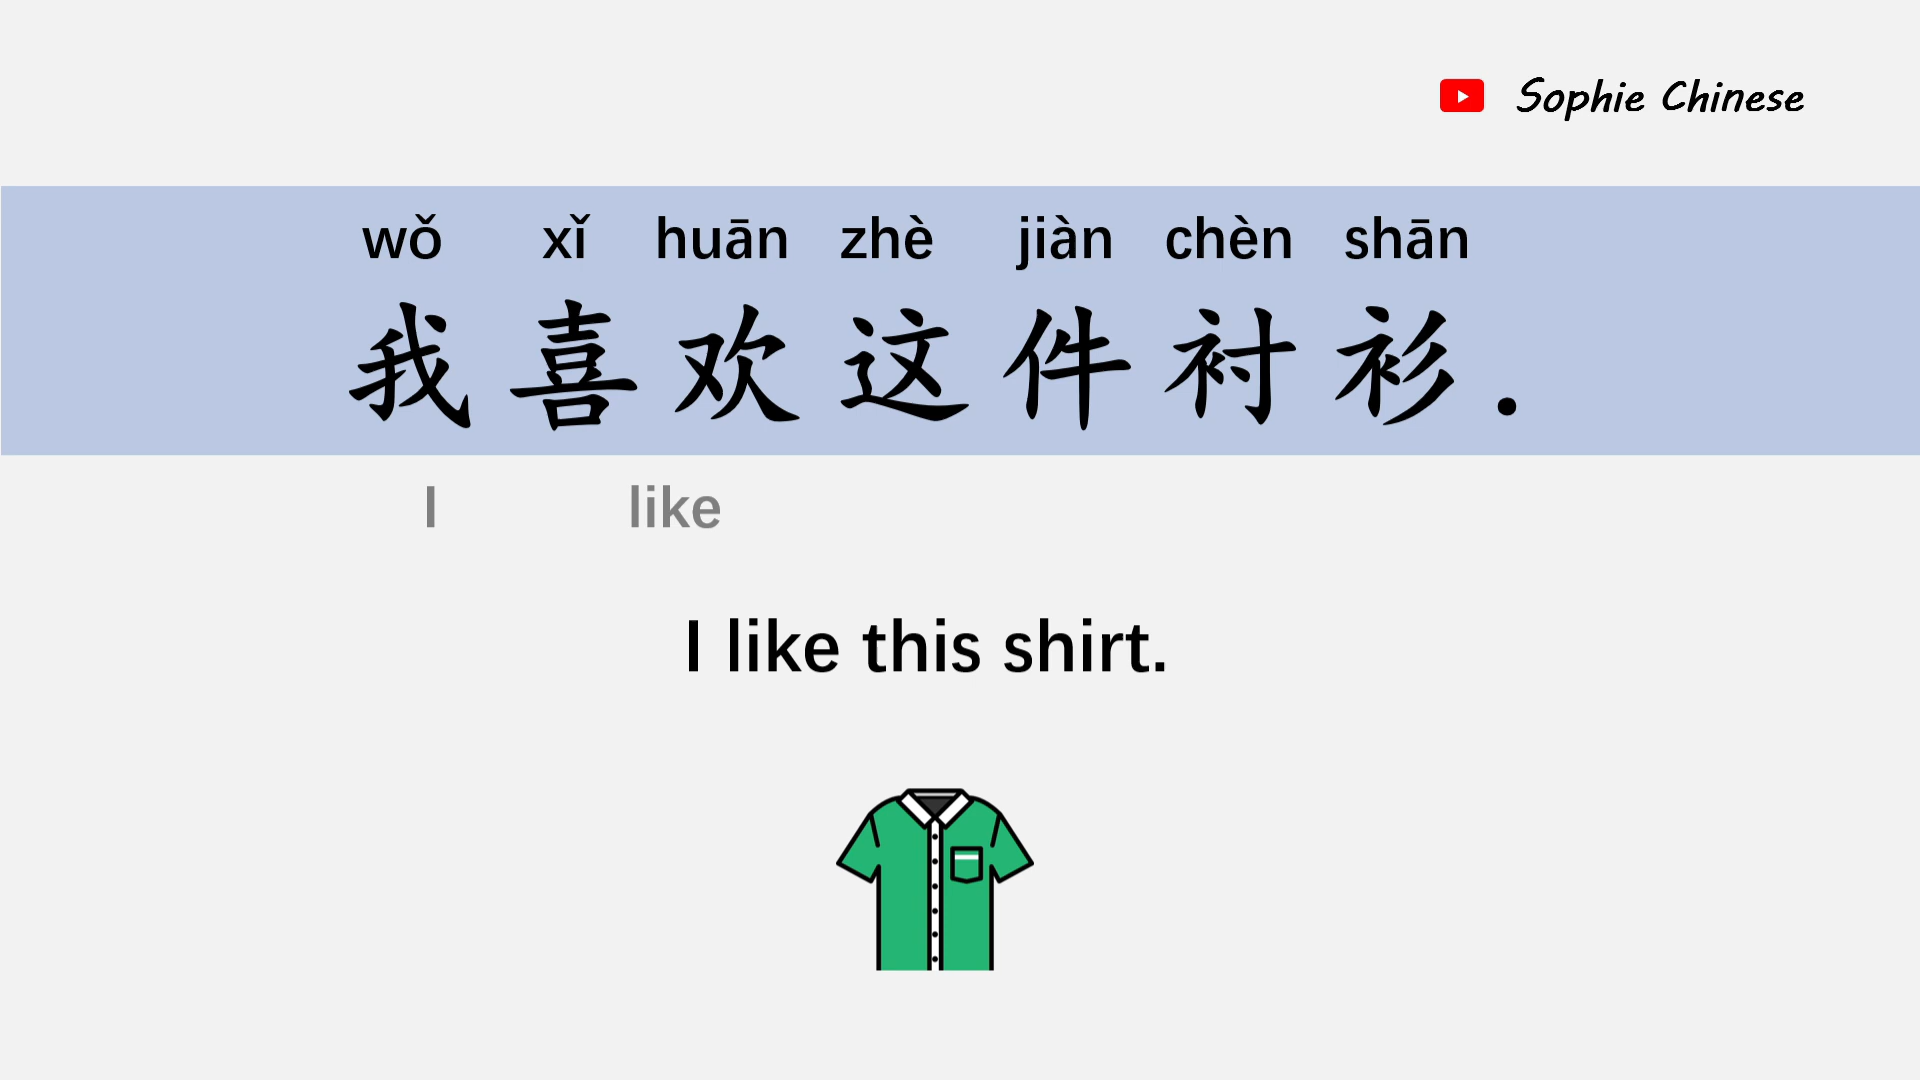 Sophie Chinese
wǒ xǐ huān zhè jiàn chèn shān
我喜欢这件衬衫.
I like
I like this shirt.